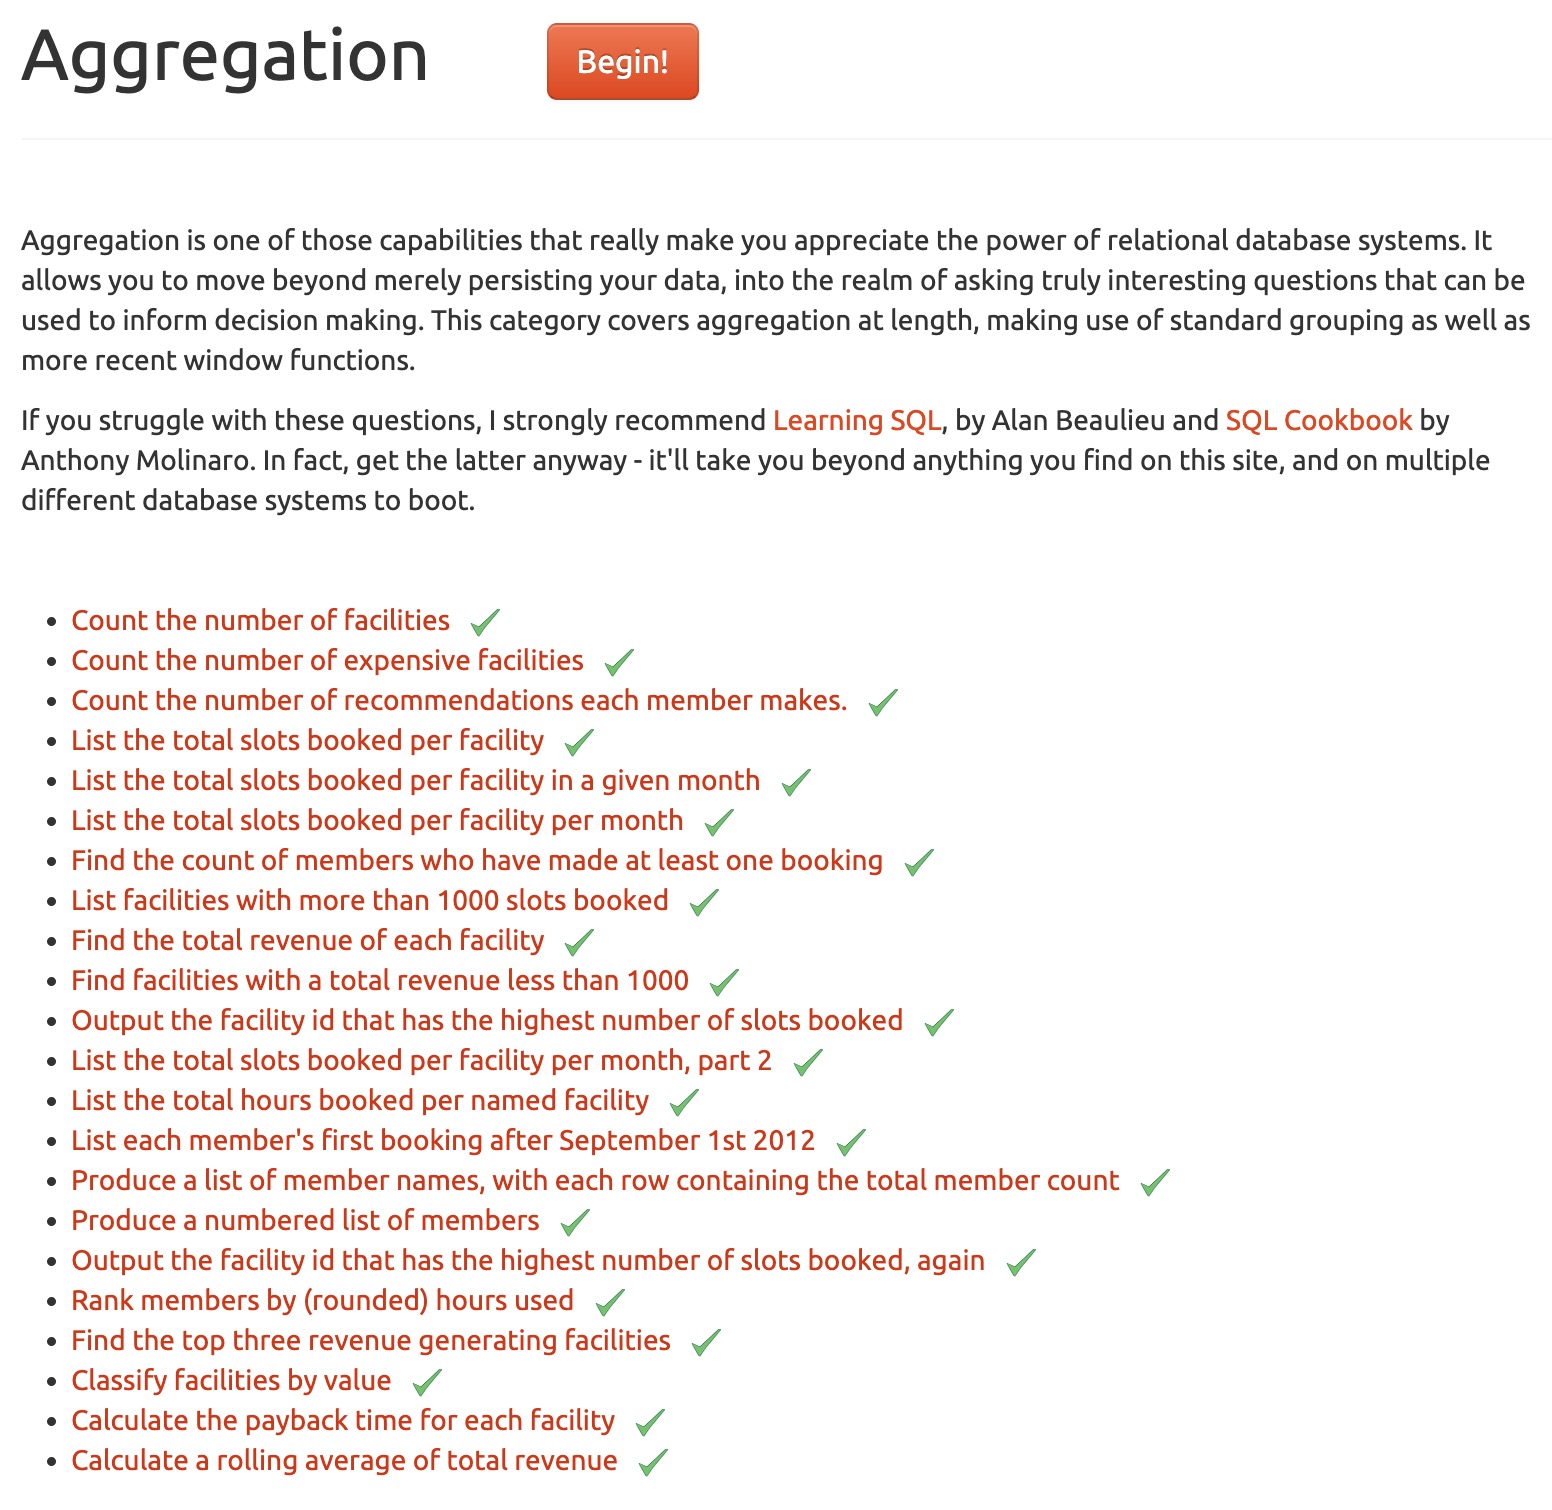 Aggregation
Begin!
Aggregation is one of those capabilities that really make you appreciate the power of relational database systems. It
allows you to move beyond merely persisting your data, into the realm of asking truly interesting questions that can be
used to inform decision making. This category covers aggregation at length, making use of standard grouping as well as
more recent window functions.
If you struggle with these questions, I strongly recommend Learning SQL, by Alan Beaulieu and SQL Cookbook by
Anthony Molinaro. In fact, get the latter anyway - it'll take you beyond anything you find on this site, and on multiple
different database systems to boot.
Count the number of facilities
Count the number of expensive facilities
Count the number of recommendations each member makes.
List the total slots booked per facility
List the total slots booked per facility in a given month
List the total slots booked per facility per month
Find the count of members who have made at least one booking
List facilities with more than 1000 slots booked
Find the total revenue of each facility
Find facilities with a total revenue less than 1000
Output the facility id that has the highest number of slots booked
List the total slots booked per facility per month, part 2
List the total hours booked per named facility
List each member's first booking after September 1st 2012
Produce a list of member names, with each row containing the total member count
Produce a numbered list of members
Output the facility id that has the highest number of slots booked, again
Rank members by (rounded) hours used
Find the top three revenue generating facilities
Classify facilities by value
Calculate the payback time for each facility
Calculate a rolling average of total revenue